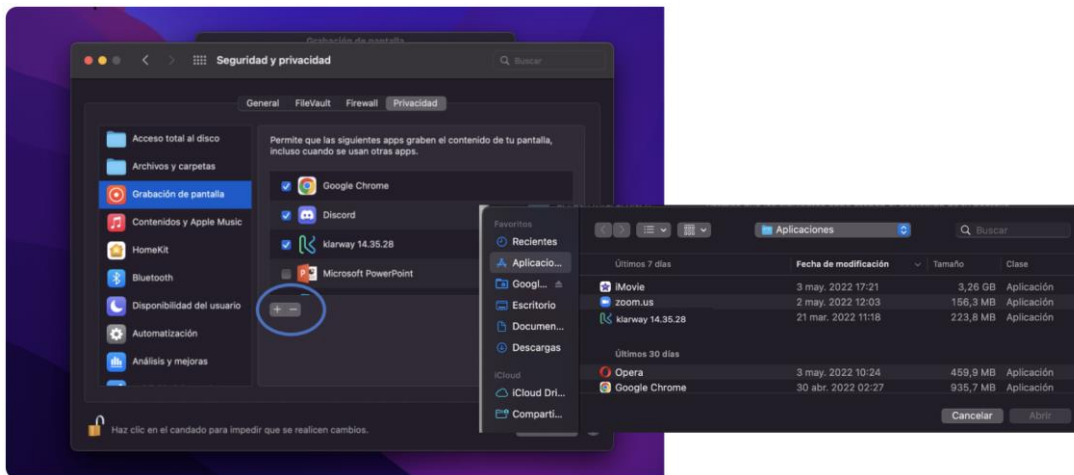 Grabación de pantalla
Seguridad y privacidad
Buscar
General FileVault Firewall Privacidad
Acceso total al disco
Archivos y carpetas
Grabación de pantalla
Contenidos y Apple Music
HomeKit
Bluetooth
Disponibilidad del usuario
Automatización
Análisis y mejoras
Permite que las siguientes apps graben el contenido de tu pantalla,
incluso cuando se usan otras apps.
Google Chrome
Discord
klarway 14.35.28
Microsoft PowerPoint
+ −
Haz clic en el candado para impedir que se realicen cambios.
Favoritos
Recientes
Aplicacio...
Googl...
Escritorio
Documen...
Descargas
iCloud
iCloud Dri...
Comparti...
Aplicaciones
Buscar
Últimos 7 días Fecha de modificación Tamaño Clase
iMovie 3 may. 2022 17:21 3,26 GB Aplicación
zoom.us 2 may. 2022 12:03 156,3 MB Aplicación
klarway 14.35.28 21 mar. 2022 11:18 223,8 MB Aplicación
Últimos 30 días
Opera 3 may. 2022 10:24 459,9 MB Aplicación
Google Chrome 30 abr. 2022 02:27 935,7 MB Aplicación
Cancelar Abrir